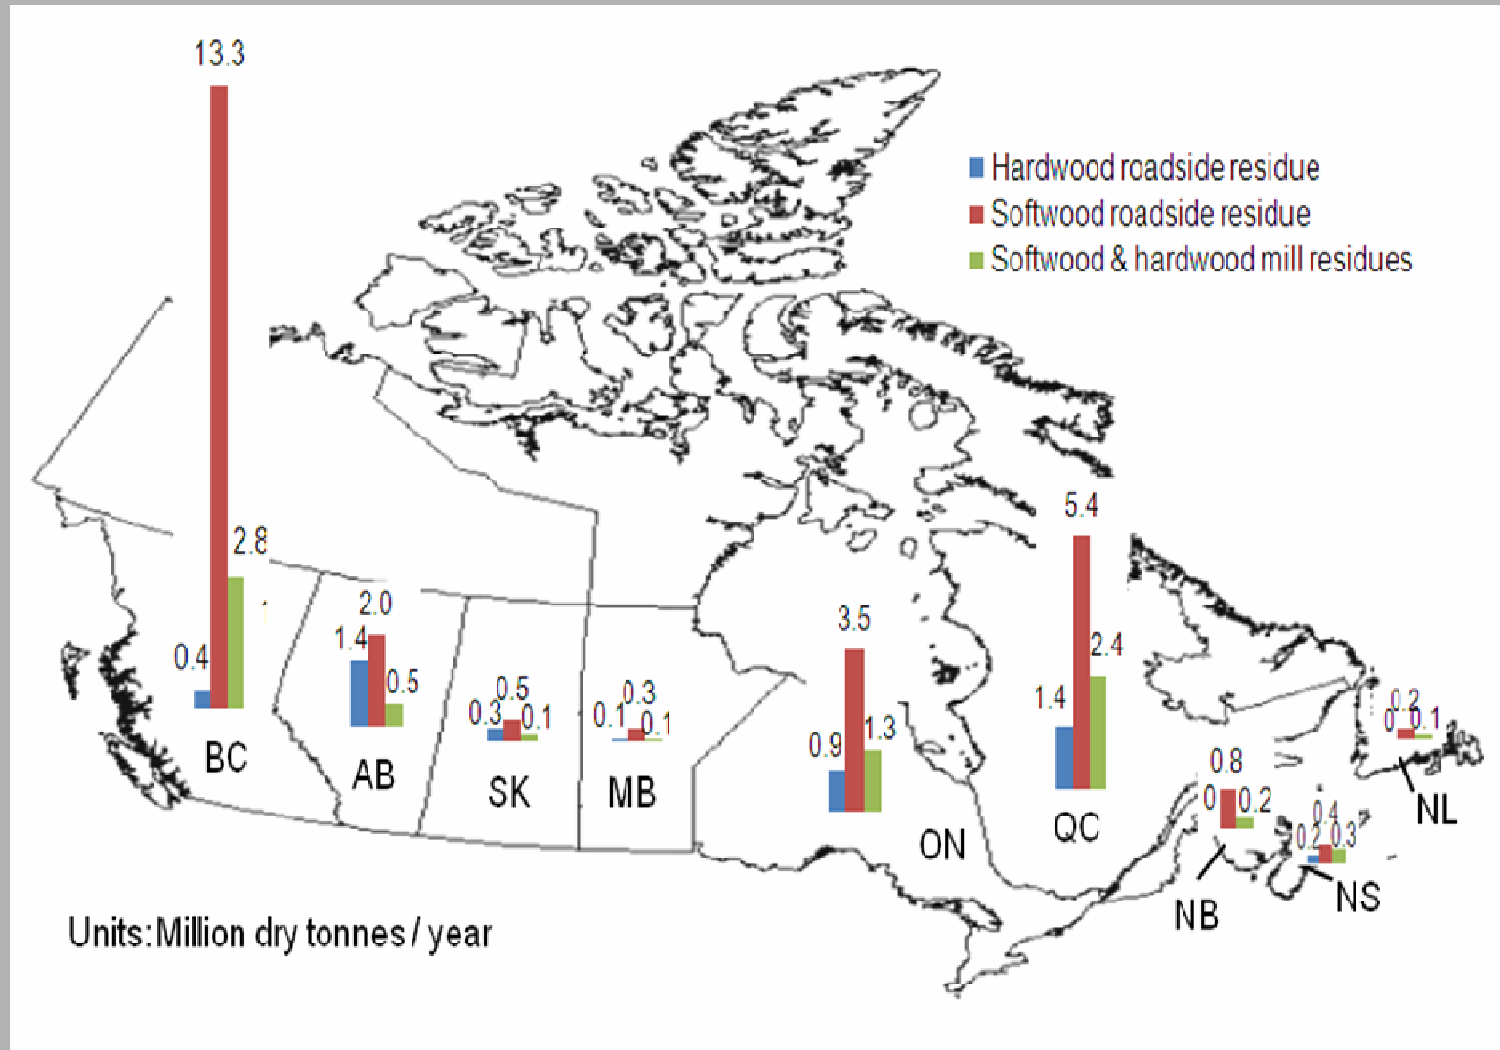 13.3
Hardwood roadside residue
Softwood roadside residue
Softwood & hardwood mill residues
5.4
2.8
2.0
3.5
1.4
2.4
0.4
0.5
0.5
0.3
0.1
0.3
0.1
0.1
1.4
0.9
1.3
0.2
0
0.1
BC
AB
SK
MB
0.8
0
0.2
NL
0.4
0.2
0.3
ON
QC
NS
NB
Units: Million dry tonnes / year